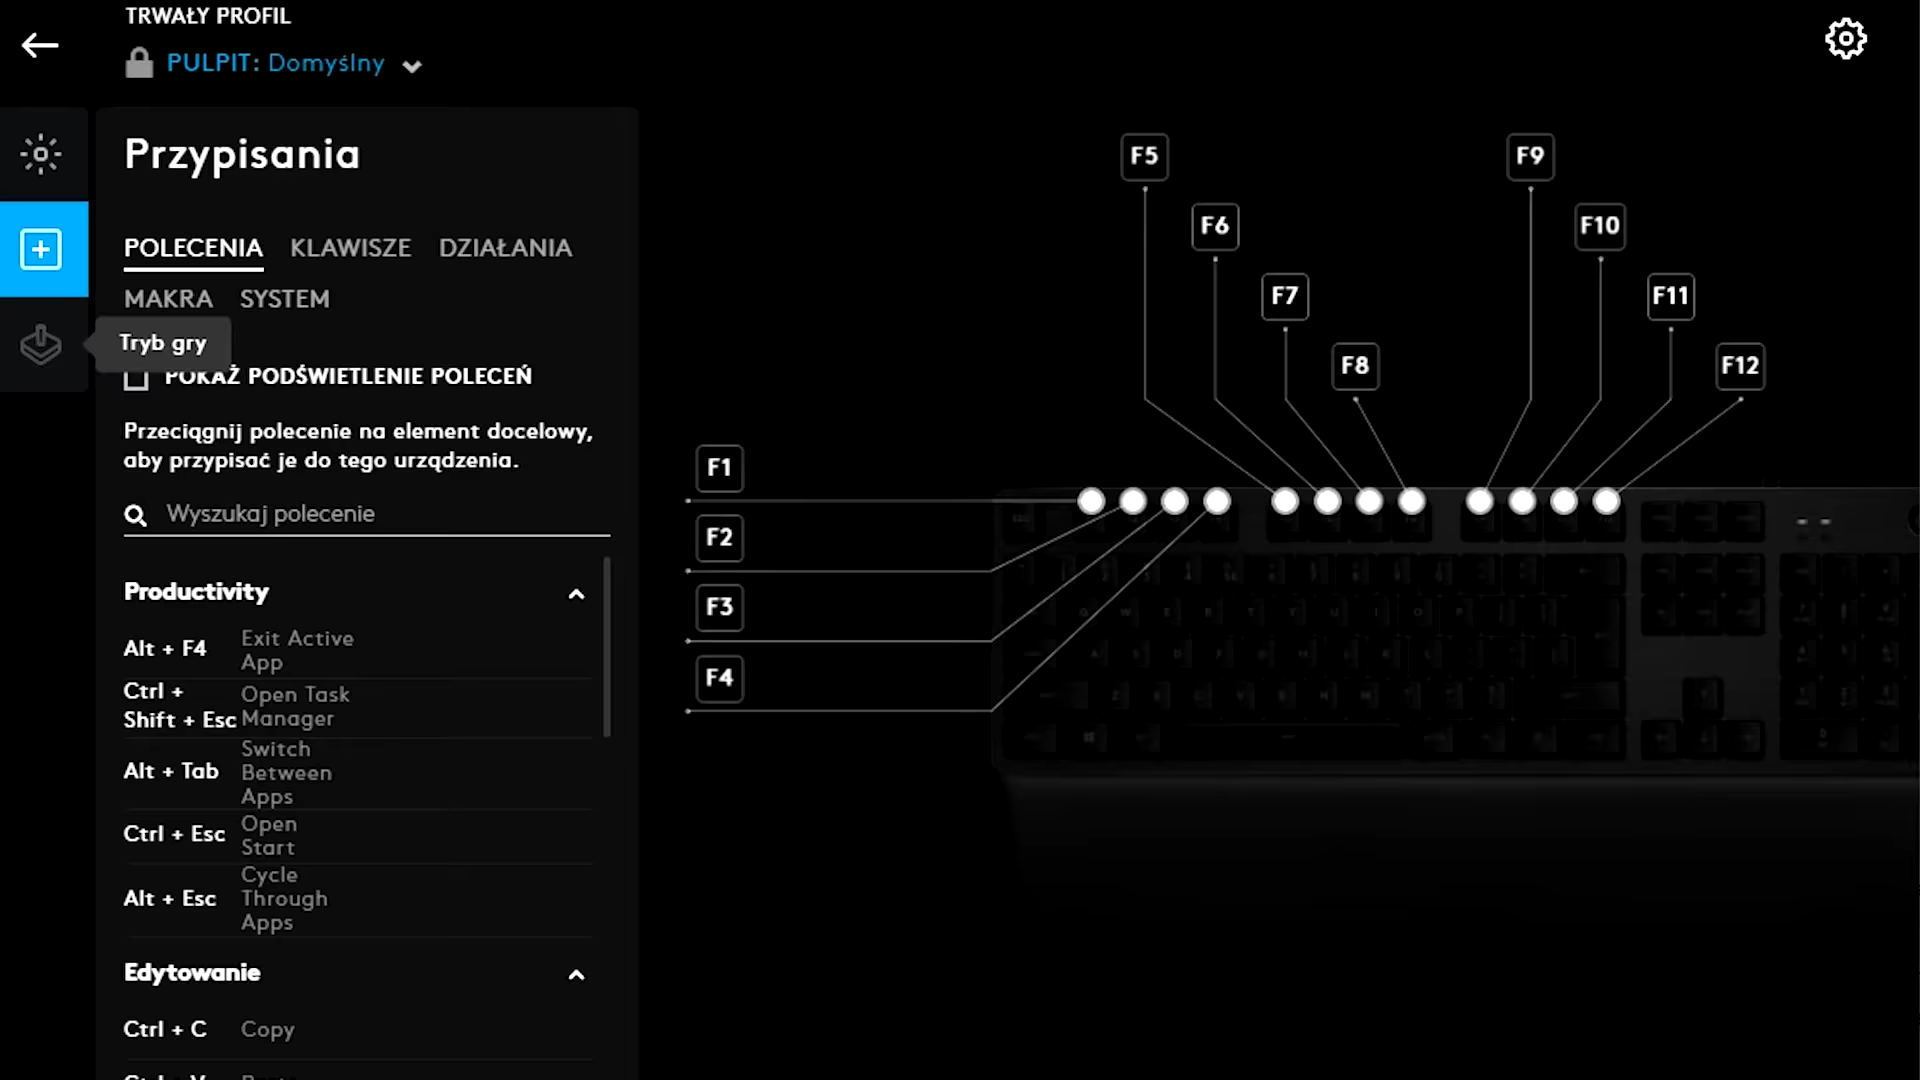 TRWAŁY PROFIL
PULPIT: Domyślny
Przypisania
POLECENIA KLAWISZE DZIAŁANIA
MAKRA SYSTEM
Tryb gry
POKAŻ PODŚWIETLENIE POLECEŃ
Przeciągnij polecenie na element docelowy,
aby przypisać je do tego urządzenia.
Wyszukaj polecenie
Productivity
Alt + F4 Exit Active
App
Ctrl +
Shift + Esc
Open Task
Manager
Alt + Tab
Switch
Between
Apps
Ctrl + Esc
Open
Start
Alt + Esc
Cycle
Through
Apps
Edytowanie
Ctrl + C Copy
F5
F9
F6
F10
F7
F11
F8
F12
F1
F2
F3
F4